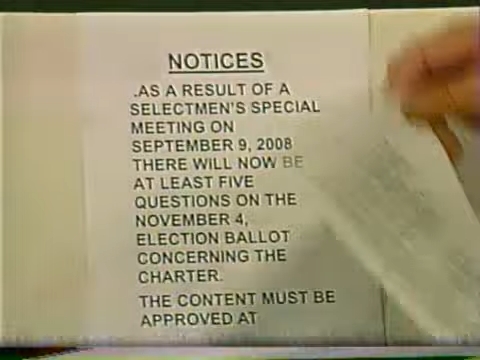 NOTICES
.AS A RESULT OF A
SELECTMEN'S SPECIAL
MEETING ON
SEPTEMBER 9, 2008
THERE WILL NOW BE
AT LEAST FIVE
QUESTIONS ON THE
NOVEMBER 4,
ELECTION BALLOT
CONCERNING THE
CHARTER.
THE CONTENT MUST BE
APPROVED AT